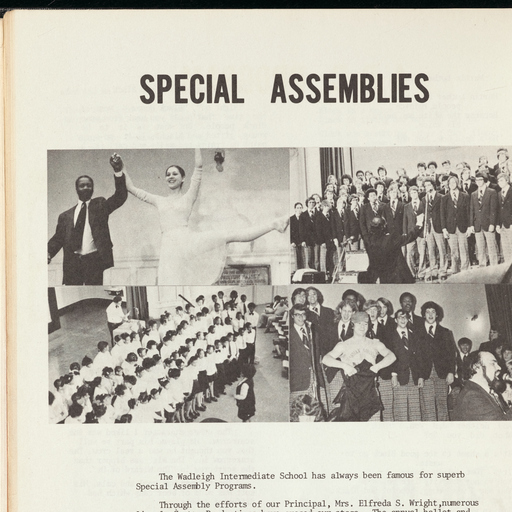 SPECIAL ASSEMBLIES
The Wadleigh Intermediate School has always been famous for superb
Special Assembly Programs.
Through the efforts of our Principal, Mrs. Elfreda S. Wright,numerous